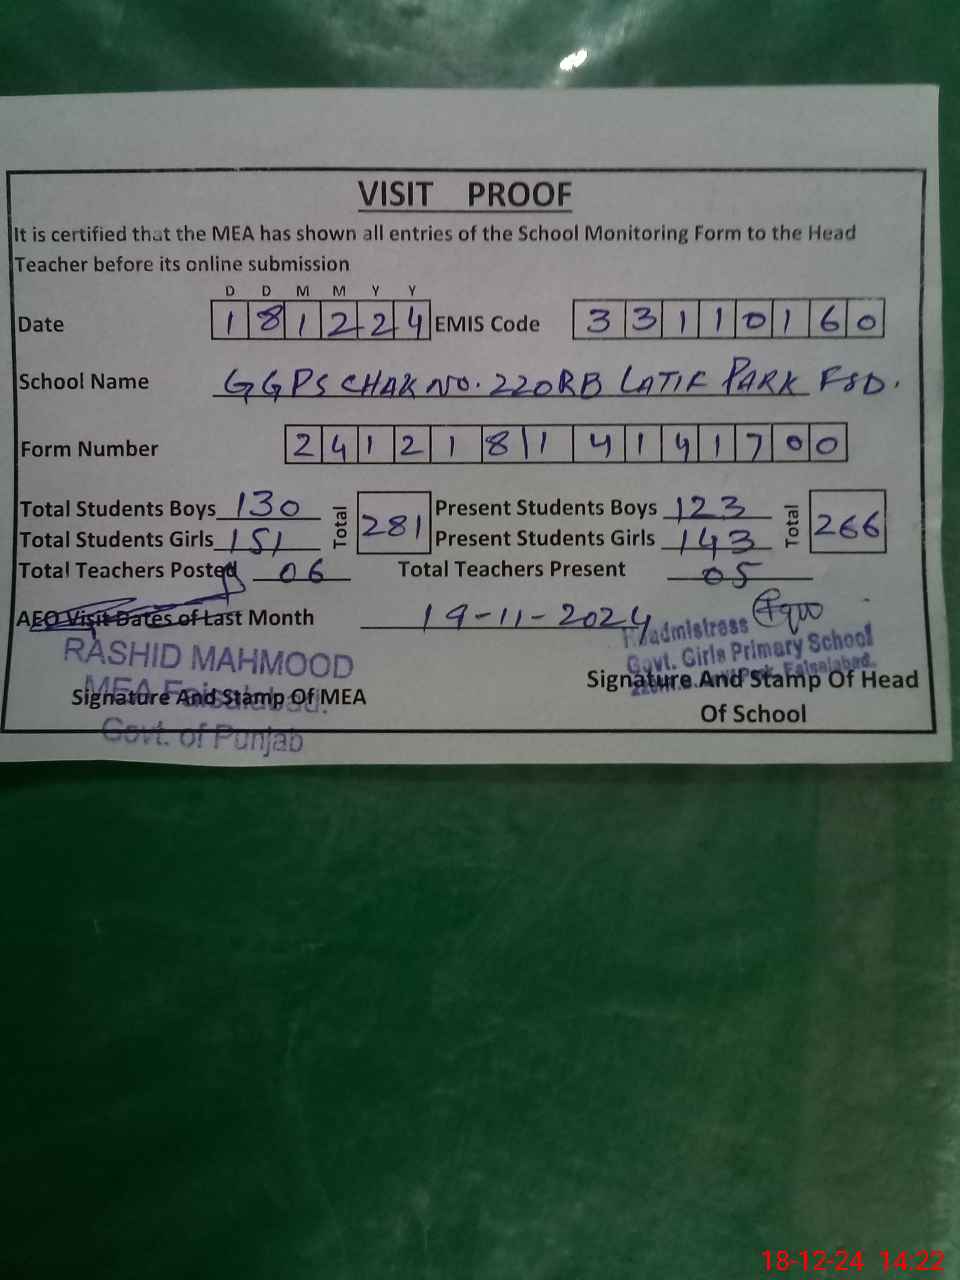 VISIT PROOF
It is certified that the MEA has shown all entries of the School Monitoring Form to the Head
Teacher before its online submission
D D M M Y Y
Date 1 8 1 2 2 4 EMIS Code 3 3 1 1 0 1 6 0
School Name GGPS CHAK NO. 220RB LATIF PARK FSD.
Form Number 2 4 1 2 1 8 1 4 1 4 1 7 0 0
Total Students Boys 130 Total 281 Present Students Boys 123 Total 266
Total Students Girls 151 Present Students Girls 143
Total Teachers Posted 06 Total Teachers Present 05
AEO Visit Dates of Last Month 19-11-2024
RASHID MAHMOOD
MEA Faisalabad.
Govt. of Punjab
Signature And Stamp Of MEA
Headmistress
Govt. Girls Primary School
Park, Faisalabad.
Signature And Stamp Of Head
Of School
18-12-24 14:22